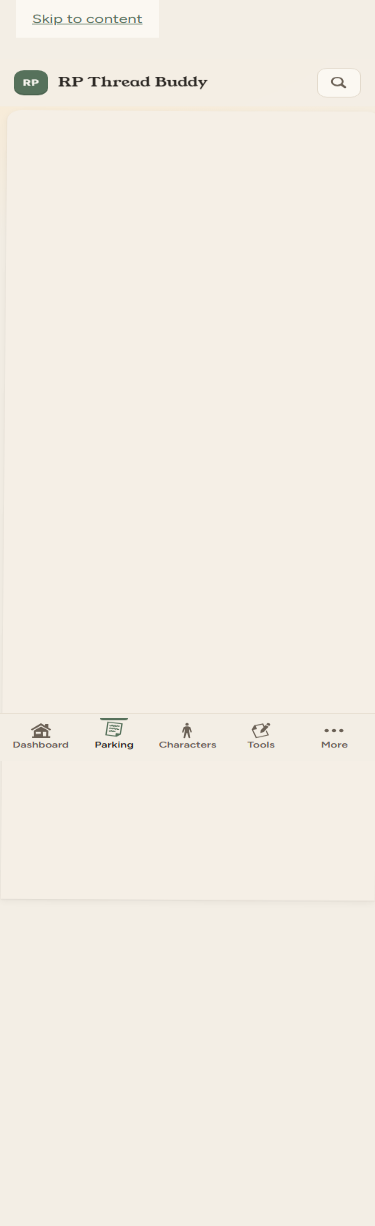 Skip to content
RP
RP Thread Buddy
Dashboard
Parking
Characters
Tools
More